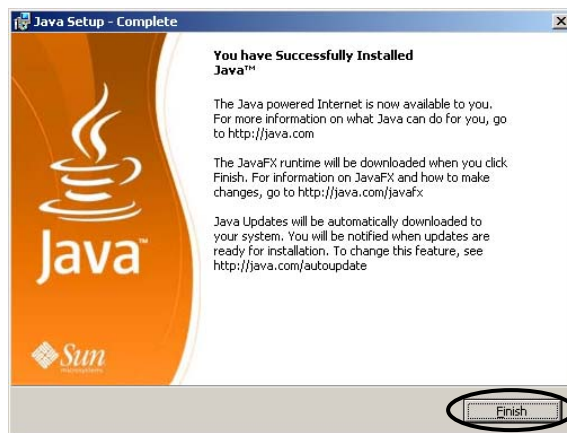 Java Setup - Complete
You have Successfully Installed
Java™
The Java powered Internet is now available to you.
For more information on what Java can do for you, go
to http://java.com
The JavaFX runtime will be downloaded when you click
Finish. For information on JavaFX and how to make
changes, go to http://java.com/javafx
Java Updates will be automatically downloaded to
your system. You will be notified when updates are
ready for installation. To change this feature, see
http://java.com/autoupdate
Java™
Sun
microsystems
Finish